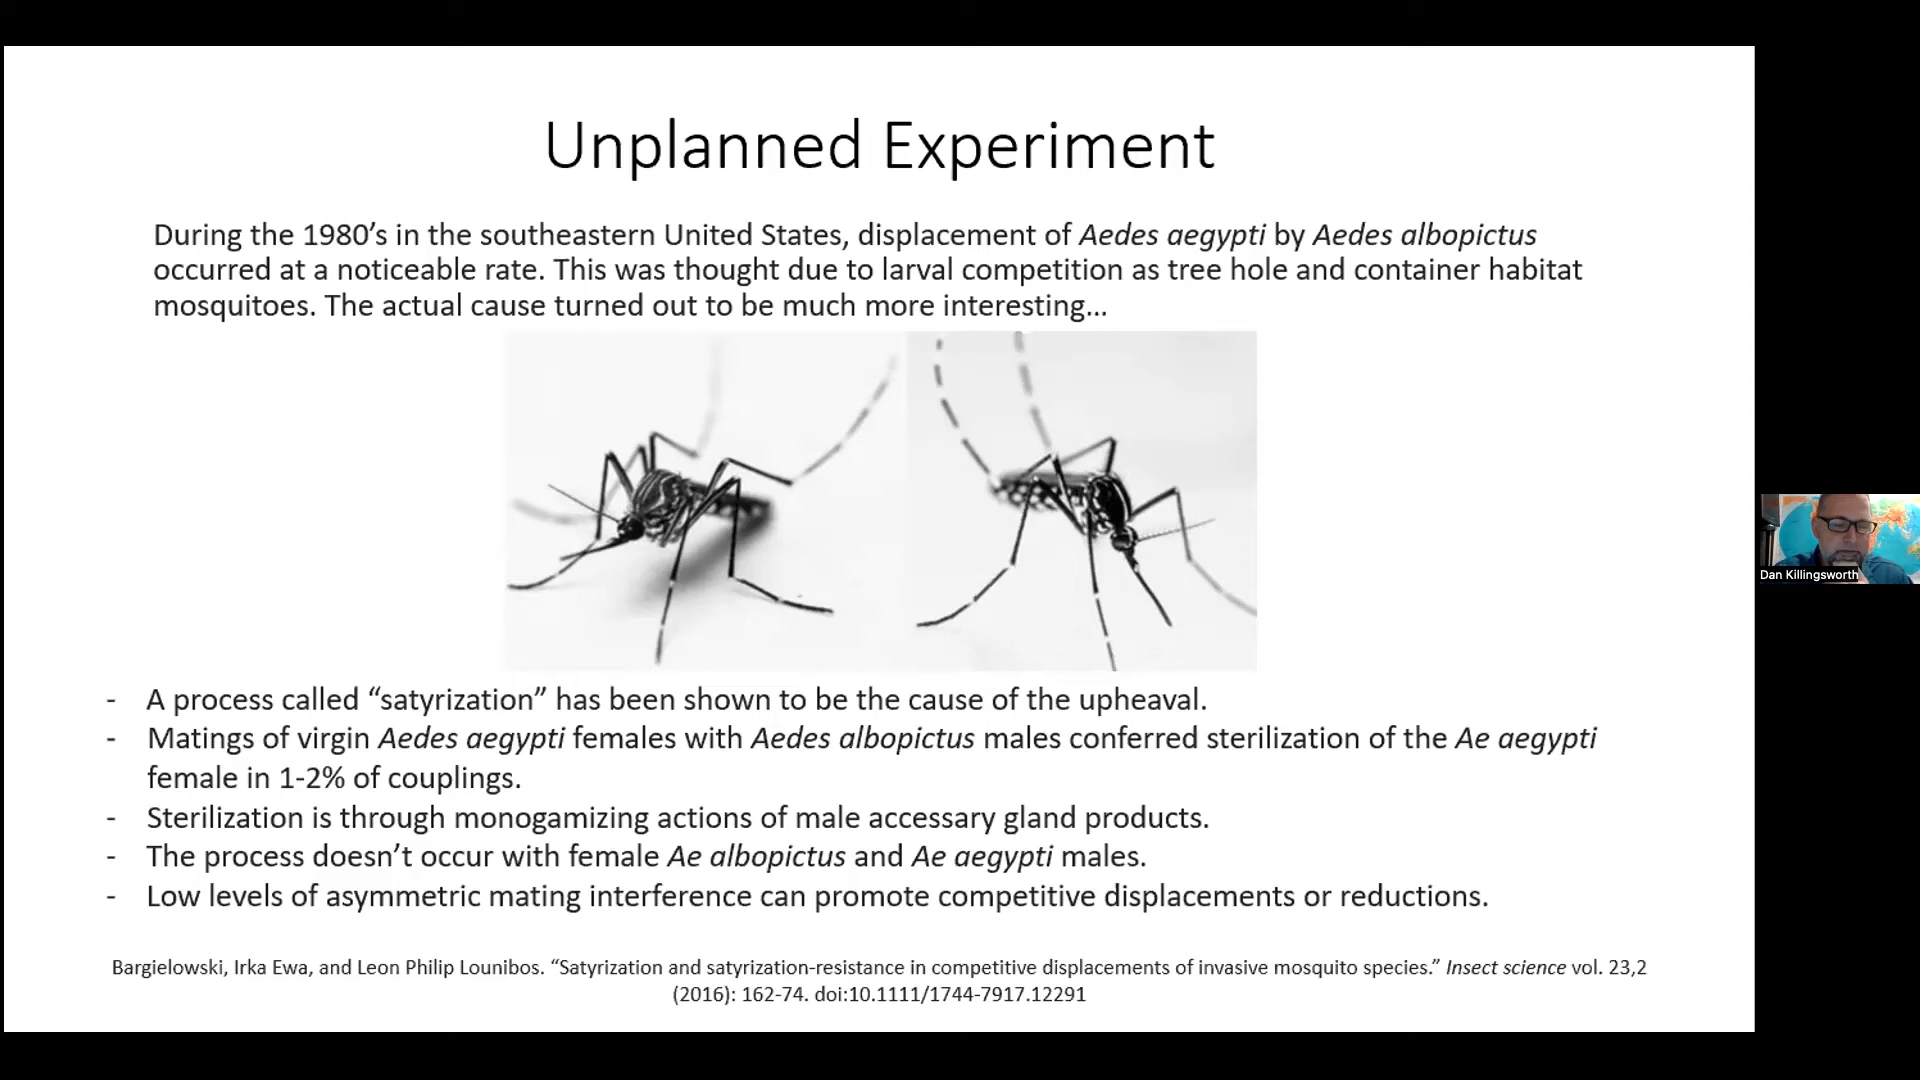 Unplanned Experiment
During the 1980’s in the southeastern United States, displacement of Aedes aegypti by Aedes albopictus
occurred at a noticeable rate. This was thought due to larval competition as tree hole and container habitat
mosquitoes. The actual cause turned out to be much more interesting…
- A process called “satyrization” has been shown to be the cause of the upheaval.
- Matings of virgin Aedes aegypti females with Aedes albopictus males conferred sterilization of the Ae aegypti
female in 1-2% of couplings.
- Sterilization is through monogamizing actions of male accessary gland products.
- The process doesn’t occur with female Ae albopictus and Ae aegypti males.
- Low levels of asymmetric mating interference can promote competitive displacements or reductions.
Bargielowski, Irka Ewa, and Leon Philip Lounibos. “Satyrization and satyrization-resistance in competitive displacements of invasive mosquito species.” Insect science vol. 23,2
(2016): 162-74. doi:10.1111/1744-7917.12291
Dan Killingsworth